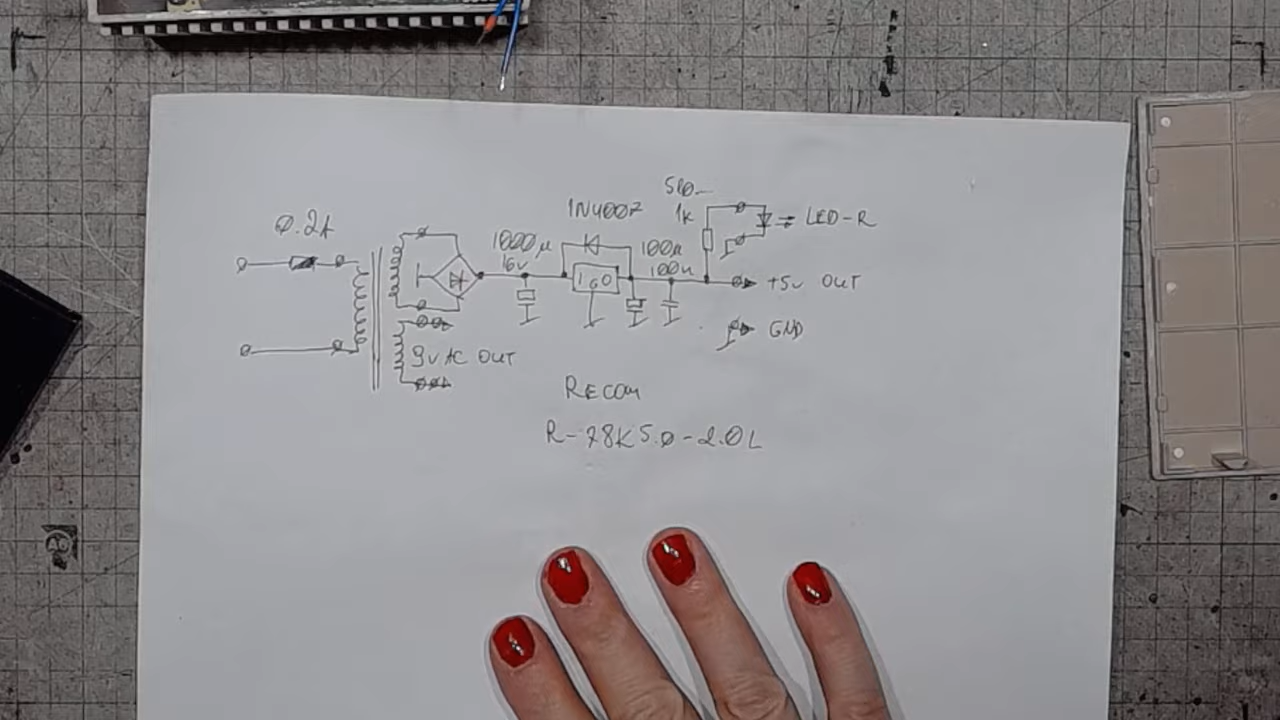 0.2A
1000µ
16v
1N4007
510
1k
LED-R
100µ
100n
I G O
+5v OUT
GND
9v AC OUT
RECOM
R-78K5.0-2.0L
A6